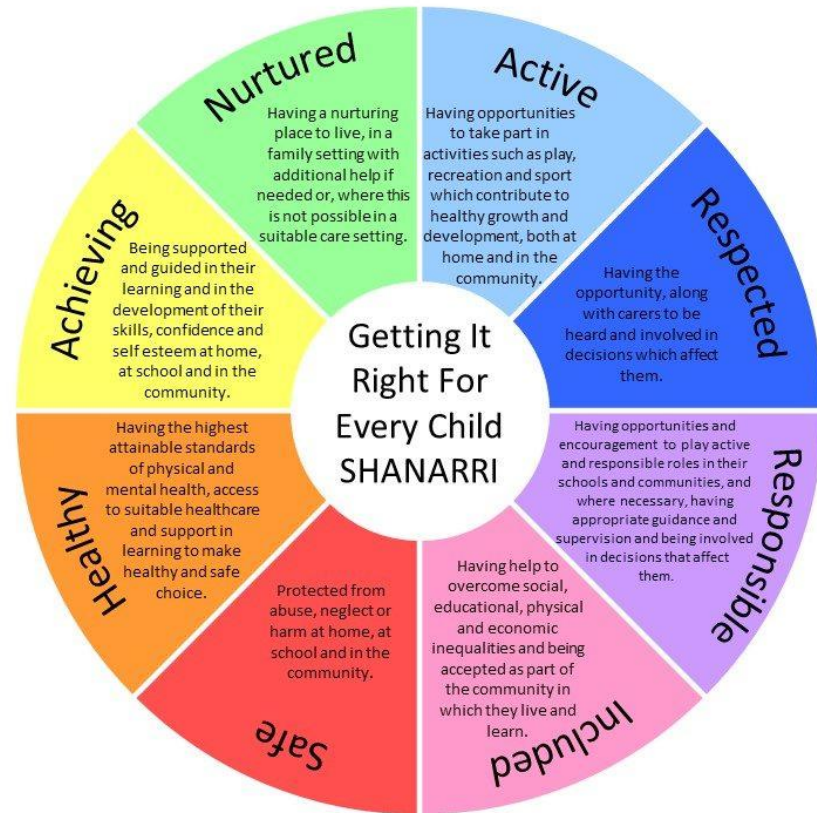 Nurtured
Having a nurturing
place to live, in a
family setting with
additional help if
needed or, where this
is not possible in a
suitable care setting.
Active
Having opportunities
to take part in
activities such as play,
recreation and sport
which contribute to
healthy growth and
development, both at
home and in the
community.
Respected
Having the
opportunity, along
with carers to be
heard and involved in
decisions which affect
them.
Responsible
Having opportunities and
encouragement to play active
and responsible roles in their
schools and communities, and
where necessary, having
appropriate guidance and
supervision and being involved
in decisions that affect
them.
Included
Having help to
overcome social,
educational, physical
and economic
inequalities and being
accepted as part of
the community in
which they live and
learn.
Safe
Protected from
abuse, neglect or
harm at home, at
school and in the
community.
Healthy
Having the highest
attainable standards
of physical and
mental health, access
to suitable healthcare
and support in
learning to make
healthy and safe
choice.
Achieving
Being supported
and guided in their
learning and in the
development of their
skills, confidence and
self esteem at home,
at school and in the
community.
Getting It
Right For
Every Child
SHANARRI